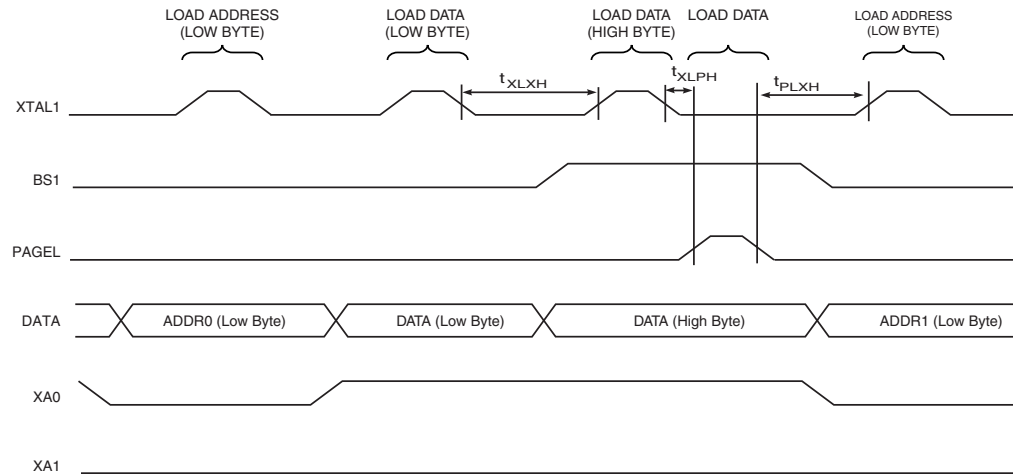 LOAD ADDRESS
(LOW BYTE)
LOAD DATA
(LOW BYTE)
LOAD DATA
(HIGH BYTE)
LOAD DATA
LOAD ADDRESS
(LOW BYTE)
XTAL1
tXLXH
tXLPH
tPLXH
BS1
PAGEL
DATA
ADDR0 (Low Byte)
DATA (Low Byte)
DATA (High Byte)
ADDR1 (Low Byte)
XA0
XA1